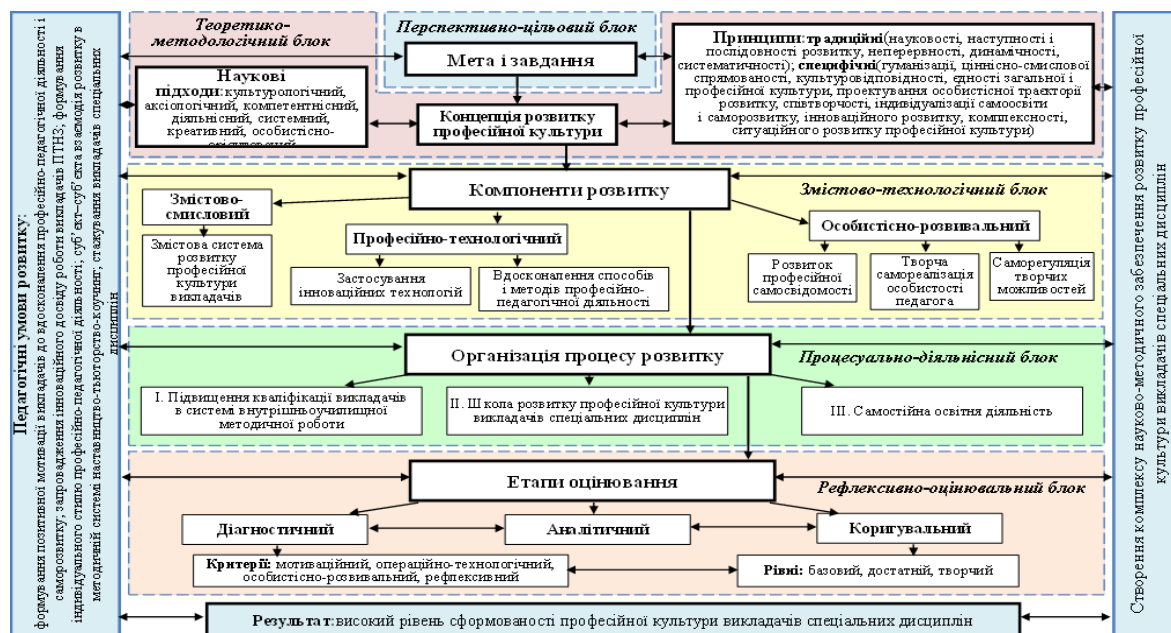 Педагогічні умови розвитку:
формування позитивної мотивації викладачів до вдосконалення професійно-педагогічної діяльності і
саморозвитку; запровадження інноваційного досвіду роботи викладачів ПТНЗ; формування
індивідуального стилю професійно-педагогічної діяльності; суб’єкт–суб’єктна взаємодія розвитку в
методичній системі наставництво-тьюторство-коучинг; стажування викладачів спеціальних
дисциплін
Теоретико-
методологічний блок
Перспективно-цільовий блок
Мета і завдання
Наукові
підходи: культурологічний,
аксіологічний, компетентнісний,
діяльнісний, системний,
креативний, особистісно-
Концепція розвитку
професійної культури
Принципи: традиційні(науковості, наступності і
послідовності розвитку, неперервності, динамічності,
систематичності); специфічні(гуманізації, ціннісно-смислової
спрямованості, культуровідповідності, єдності загальної і
професійної культури, проектування особистісної траєкторії
розвитку, співтворчості, індивідуалізації самоосвіти
і саморозвитку, інноваційного розвитку, комплексності,
ситуаційного розвитку професійної культури)
Компоненти розвитку
Змістово-технологічний блок
Змістово-
смисловий
Професійно-технологічний
Особистісно-розвивальний
Змістова система
розвитку
професійної
культури
викладачів
Застосування
інноваційних технологій
Вдосконалення способів
і методів професійно-
педагогічної діяльності
Розвиток
професійної
самосвідомості
Творча
самореалізація
особистості
педагога
Саморегуляція
творчих
можливостей
Організація процесу розвитку
Процесуально-діяльнісний блок
І. Підвищення кваліфікації викладачів
в системі внутрішньоучилищної
методичної роботи
ІІ. Школа розвитку професійної культури
викладачів спеціальних дисциплін
ІІІ. Самостійна освітня діяльність
Етапи оцінювання
Рефлексивно-оцінювальний блок
Діагностичний
Аналітичний
Коригувальний
Критерії: мотиваційний, операційно-технологічний,
особистісно-розвивальний, рефлексивний
Рівні: базовий, достатній, творчий
Результат:високий рівень сформованості професійної культури викладачів спеціальних дисциплін
Створення комплексу науково-методичного забезпечення розвитку професійної
культури викладачів спеціальних дисциплін